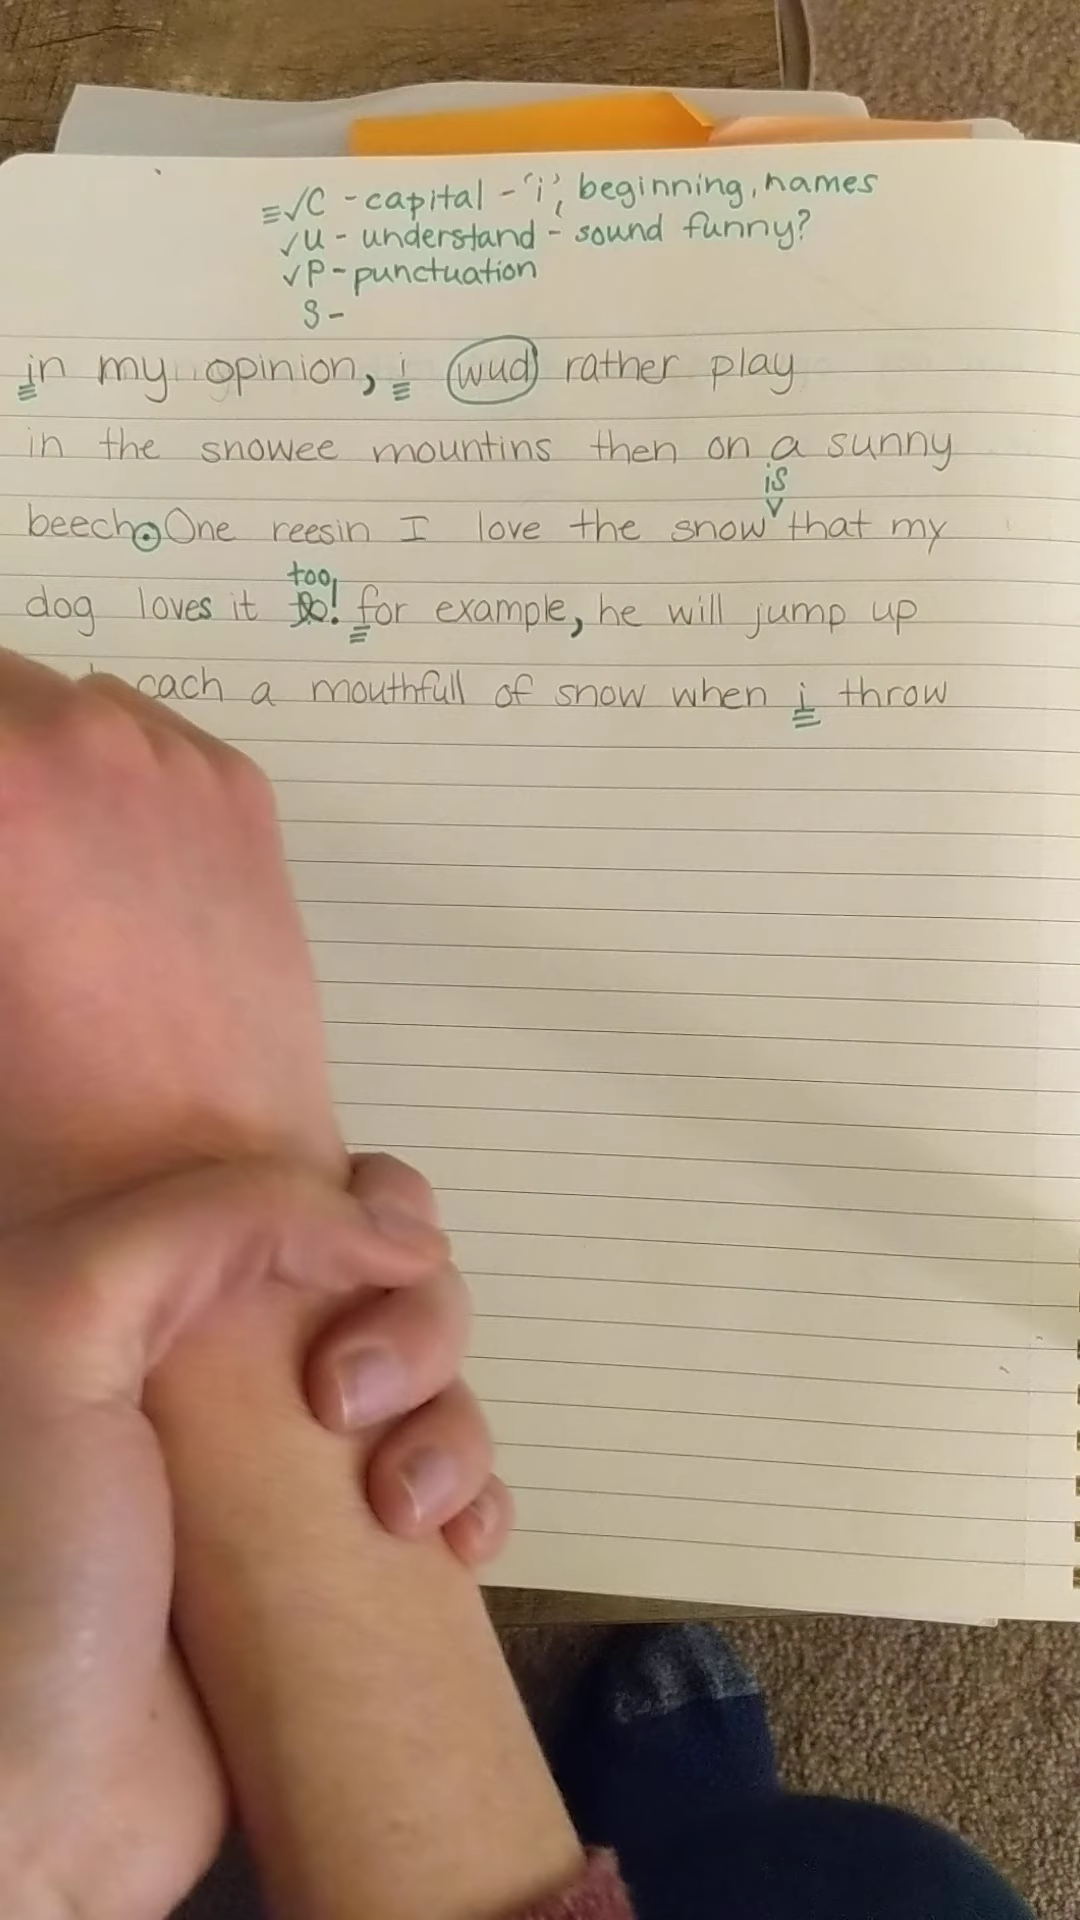 ≡✓C - capital - 'i', beginning, names
✓U - understand - sound funny?
✓P - punctuation
S -
in my opinion, i wud rather play
in the snowee mountins then on a sunny
is
beech. One reesin I love the snow that my
too
dog loves it to! for example, he will jump up
cach a mouthfull of snow when i throw